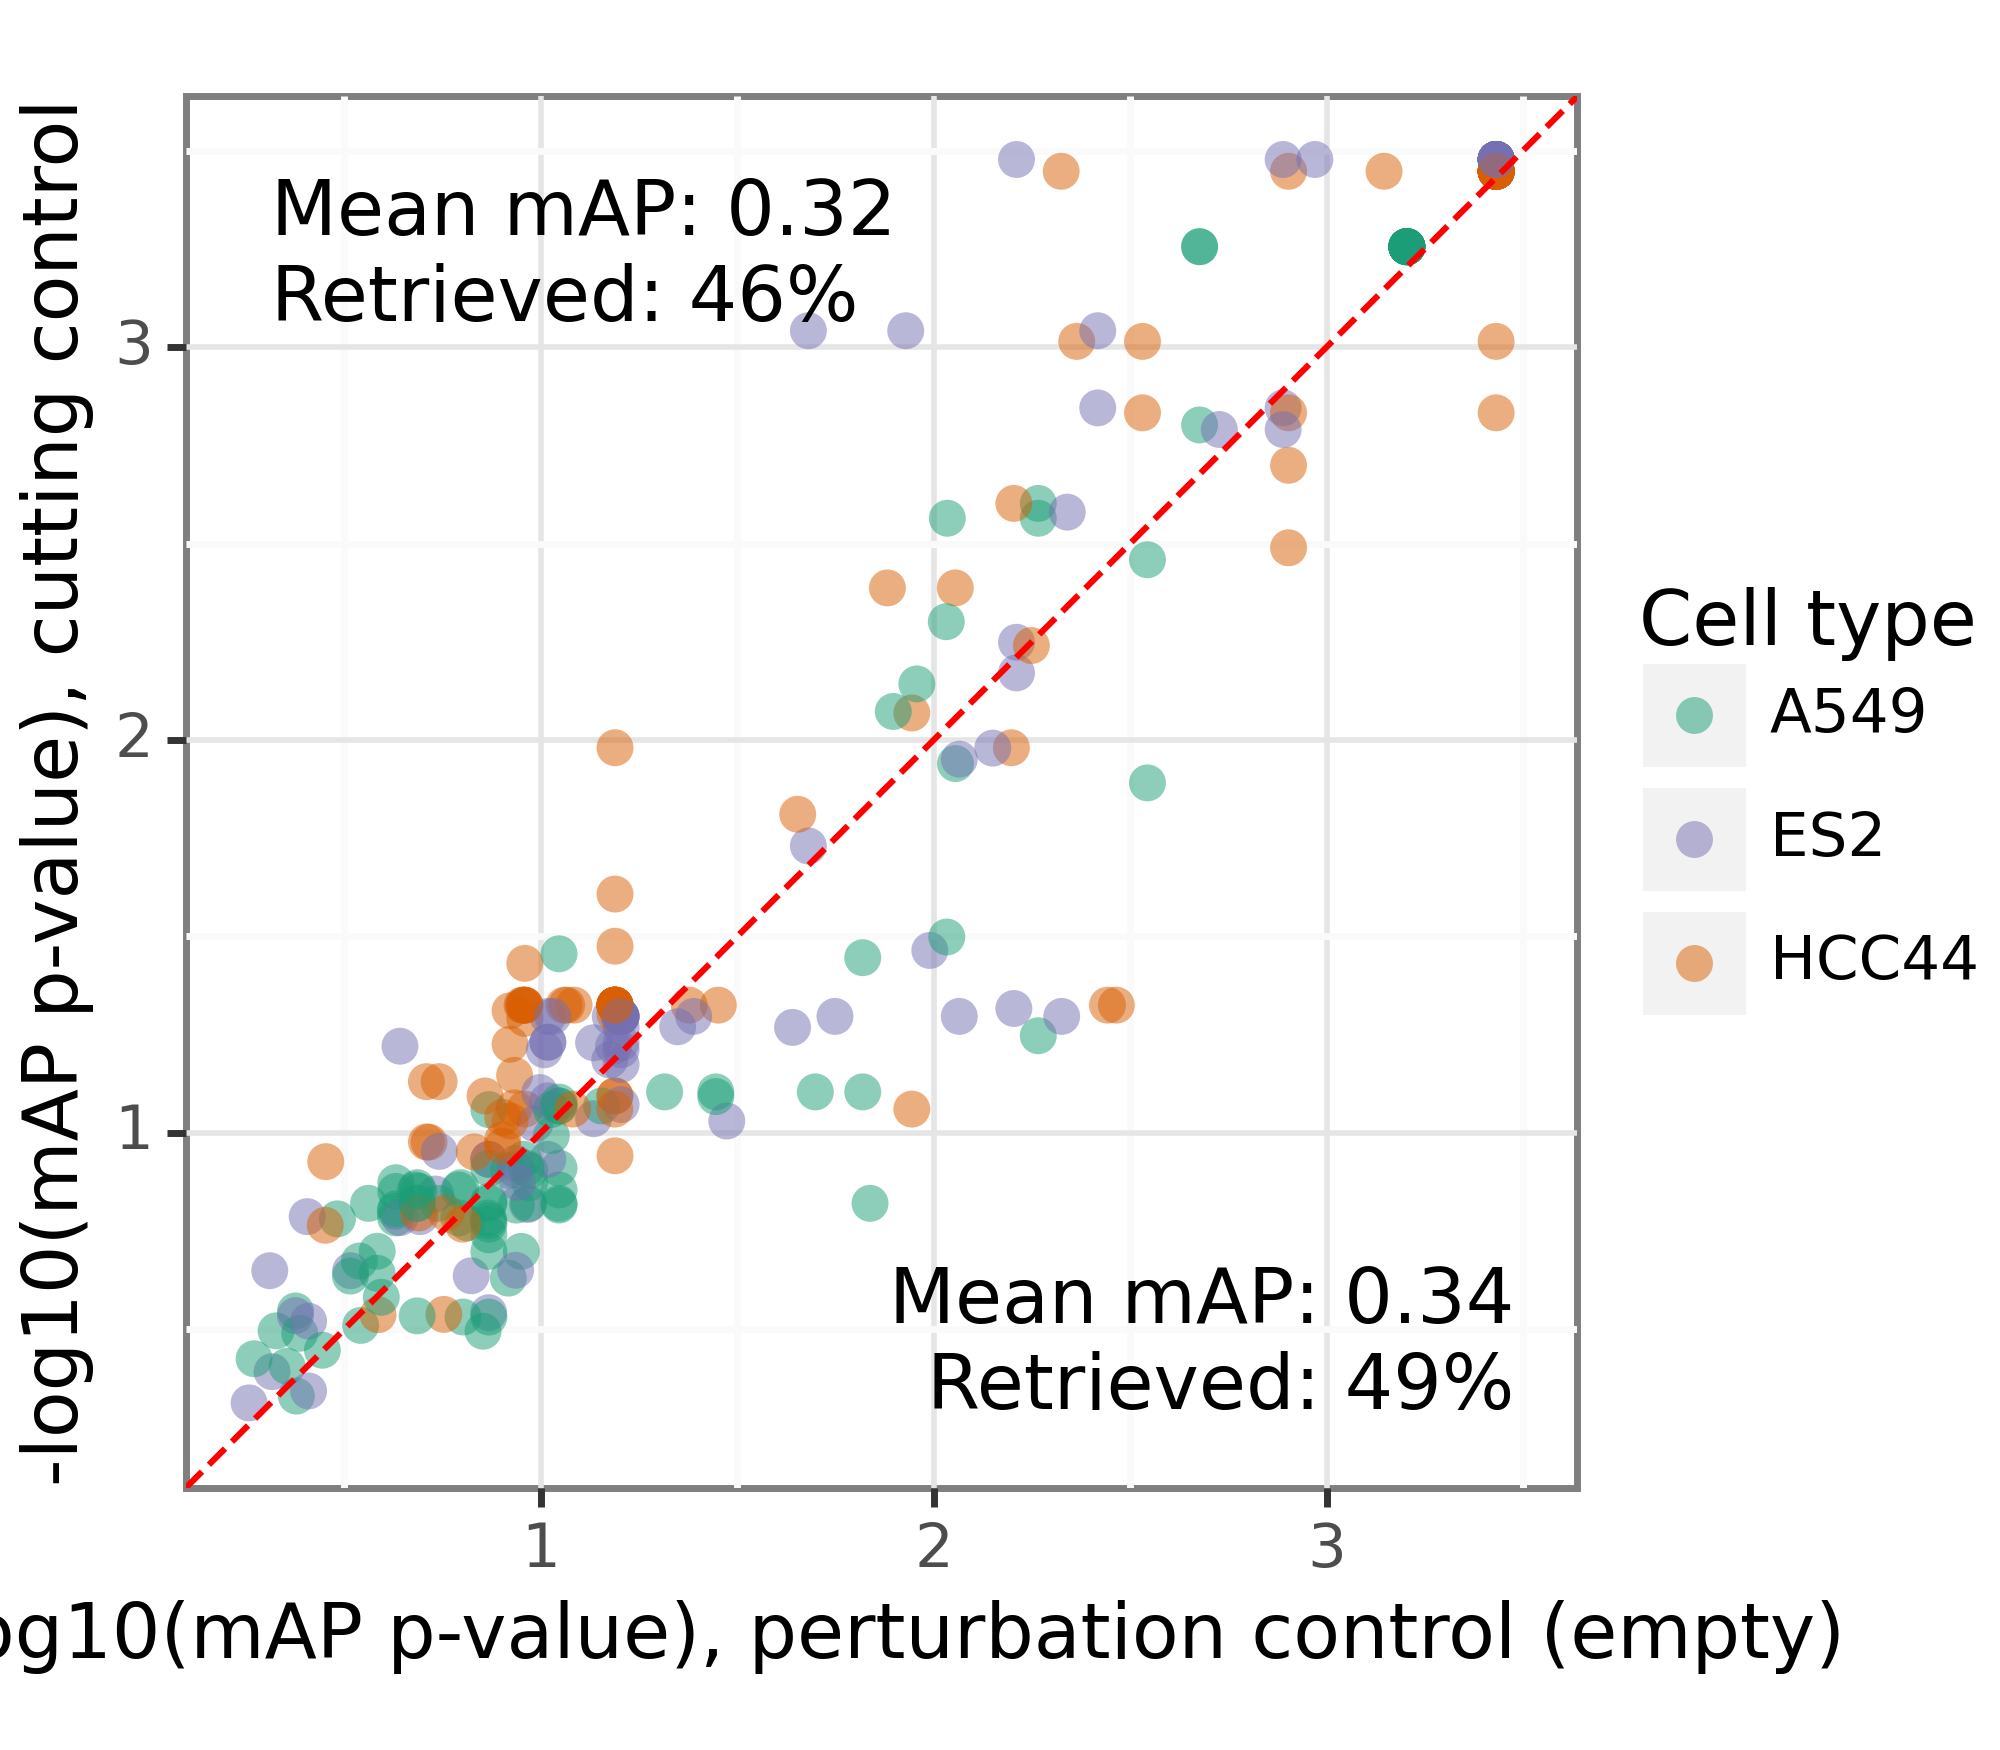 -log10(mAP p-value), cutting control
Mean mAP: 0.32
Retrieved: 46%
3
2
1
Mean mAP: 0.34
Retrieved: 49%
1 2 3
og10(mAP p-value), perturbation control (empty)
Cell type
A549
ES2
HCC44